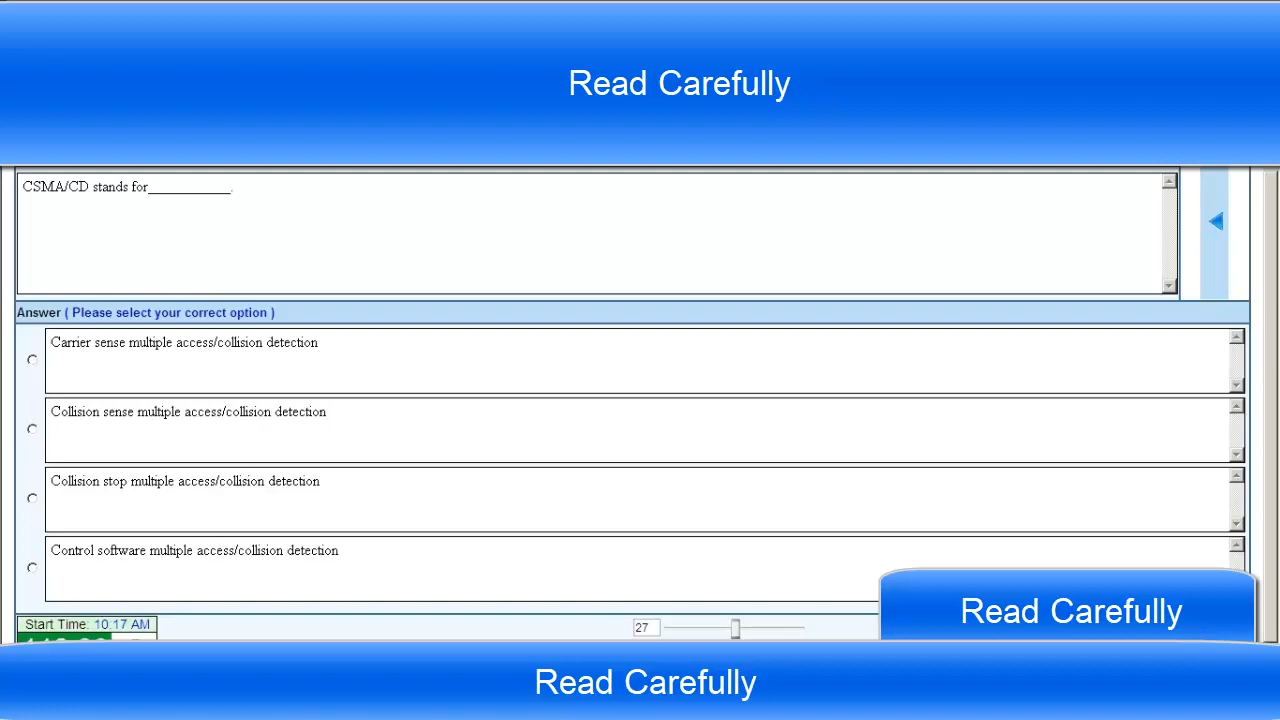 Read Carefully
CSMA/CD stands for____________.
Answer ( Please select your correct option )
Carrier sense multiple access/collision detection
Collision sense multiple access/collision detection
Collision stop multiple access/collision detection
Control software multiple access/collision detection
Start Time: 10.17 AM
27
Read Carefully
Read Carefully